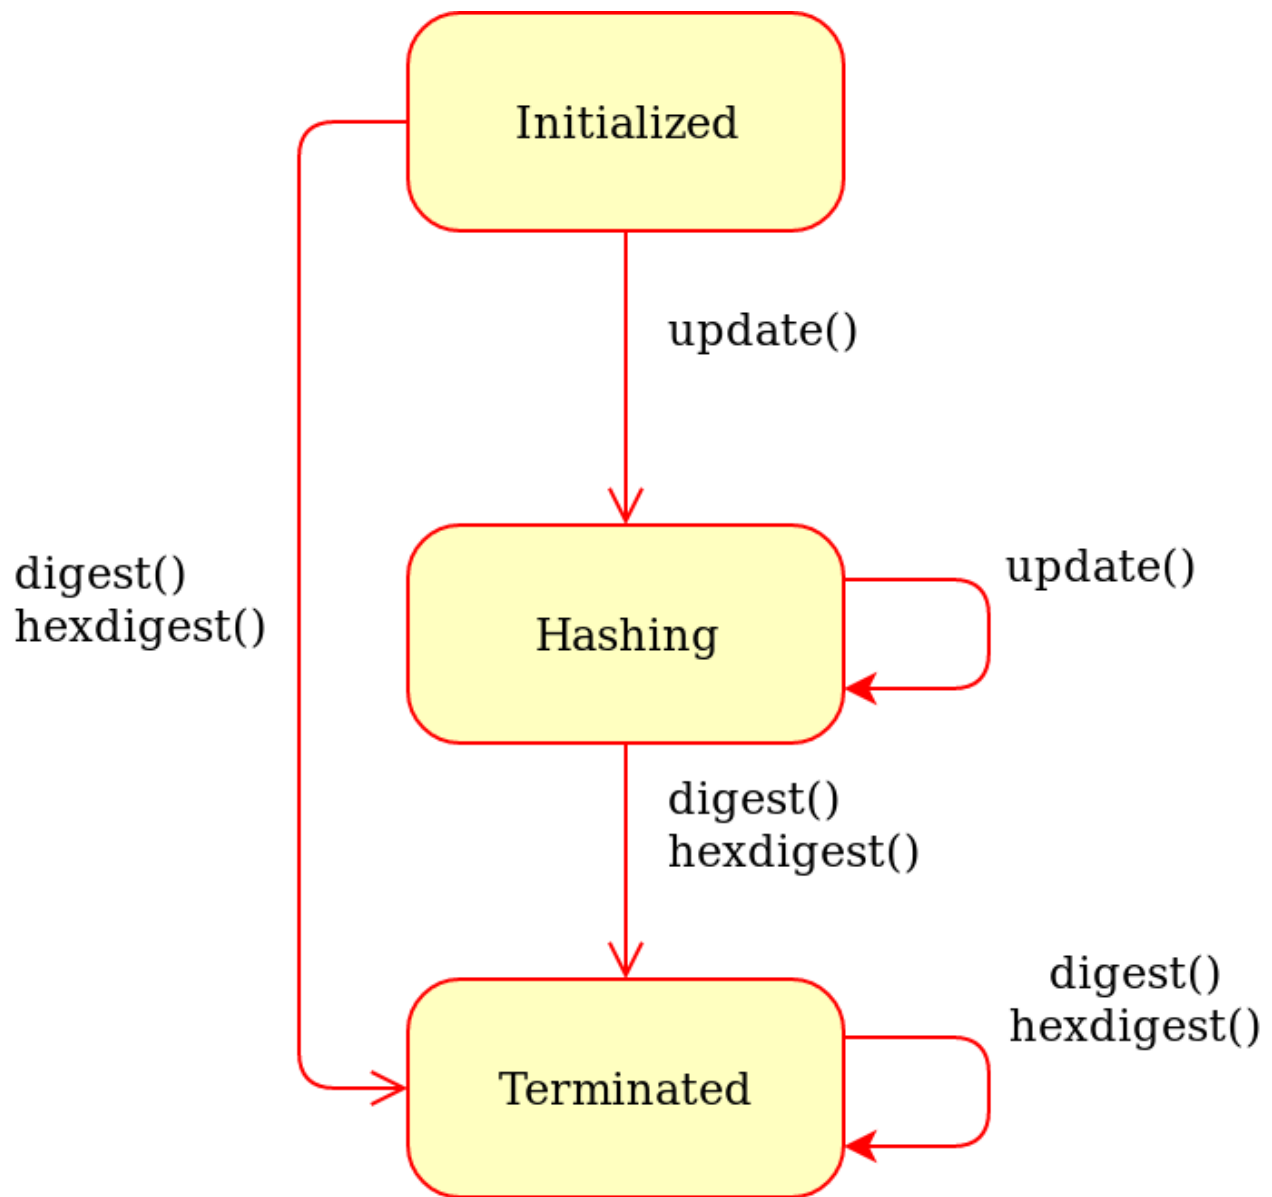 Initialized
update()
digest()
hexdigest()
Hashing
update()
digest()
hexdigest()
Terminated
digest()
hexdigest()